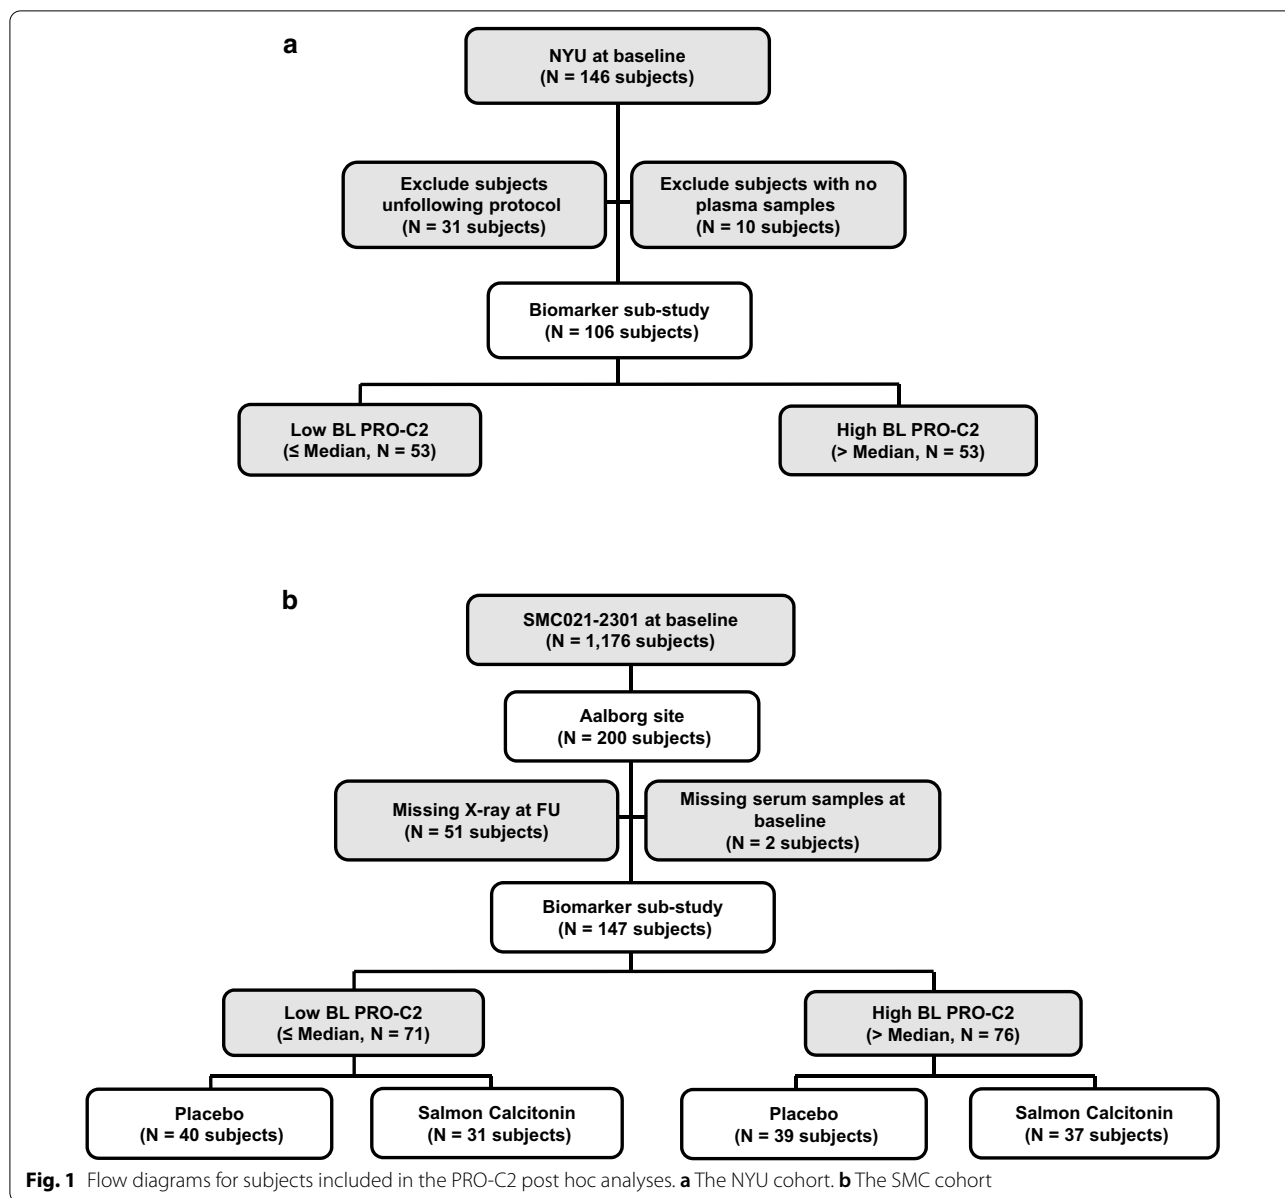 a
NYU at baseline
(N = 146 subjects)
Exclude subjects
unfollowing protocol
(N = 31 subjects)
Exclude subjects with no
plasma samples
(N = 10 subjects)
Biomarker sub-study
(N = 106 subjects)
Low BL PRO-C2
(≤ Median, N = 53)
High BL PRO-C2
(> Median, N = 53)
b
SMC021-2301 at baseline
(N = 1,176 subjects)
Aalborg site
(N = 200 subjects)
Missing X-ray at FU
(N = 51 subjects)
Missing serum samples at
baseline
(N = 2 subjects)
Biomarker sub-study
(N = 147 subjects)
Low BL PRO-C2
(≤ Median, N = 71)
High BL PRO-C2
(> Median, N = 76)
Placebo
(N = 40 subjects)
Salmon Calcitonin
(N = 31 subjects)
Placebo
(N = 39 subjects)
Salmon Calcitonin
(N = 37 subjects)
Fig. 1 Flow diagrams for subjects included in the PRO-C2 post hoc analyses. a The NYU cohort. b The SMC cohort